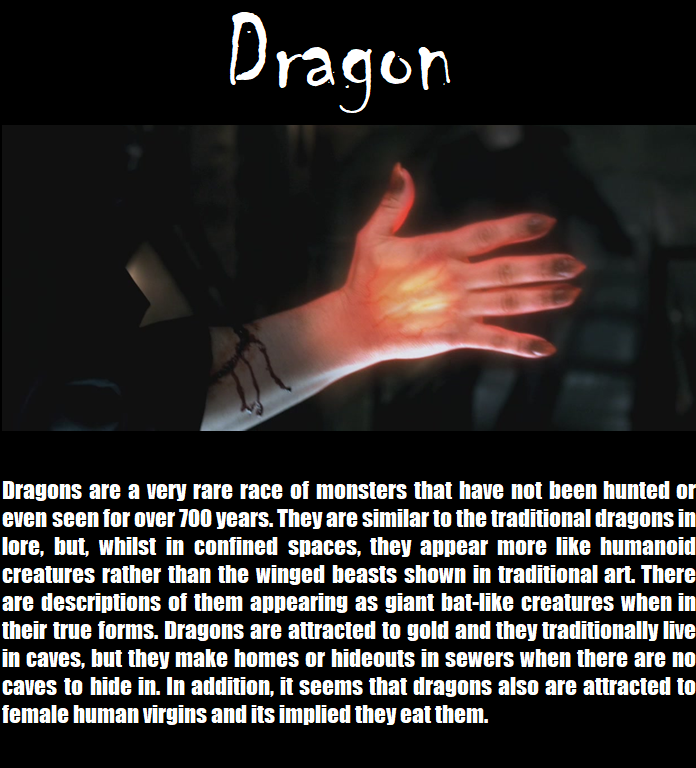 Dragon
Dragons are a very rare race of monsters that have not been hunted or
even seen for over 700 years. They are similar to the traditional dragons in
lore, but, whilst in confined spaces, they appear more like humanoid
creatures rather than the winged beasts shown in traditional art. There
are descriptions of them appearing as giant bat-like creatures when in
their true forms. Dragons are attracted to gold and they traditionally live
in caves, but they make homes or hideouts in sewers when there are no
caves to hide in. In addition, it seems that dragons also are attracted to
female human virgins and its implied they eat them.